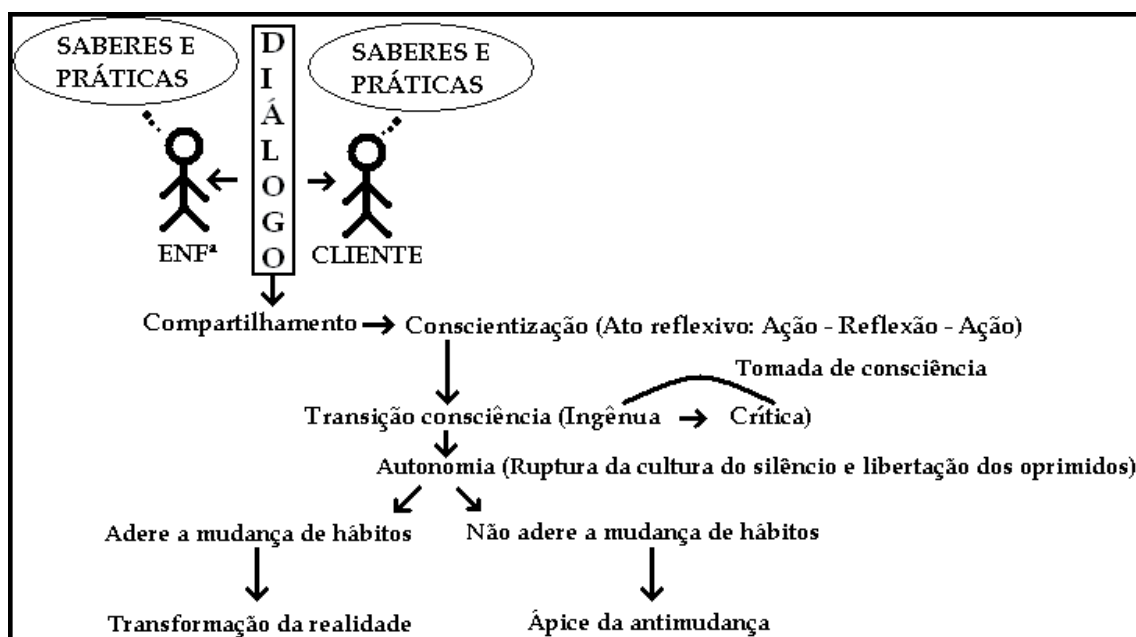 SABERES E
PRÁTICAS
DIÁLOGO
SABERES E
PRÁTICAS
ENFª
CLIENTE
Compartilhamento
Conscientização (Ato reflexivo: Ação - Reflexão - Ação)
Tomada de consciência
Transição consciência (Ingênua
Crítica)
Autonomia (Ruptura da cultura do silêncio e libertação dos oprimidos)
Adere a mudança de hábitos
Não adere a mudança de hábitos
Transformação da realidade
Ápice da antimudança